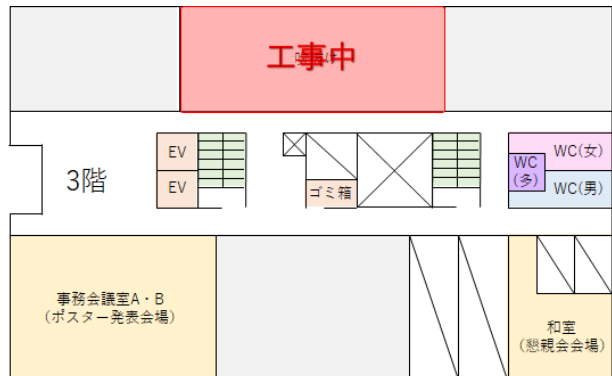 工事中
EV
WC(女)
3階
WC
(多)
EV
ゴミ箱
WC(男)
事務会議室A・B
(ポスター発表会場)
和室
(懇親会会場)